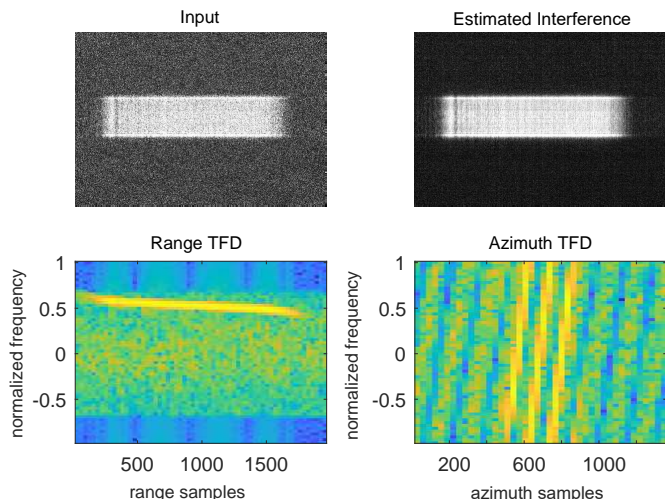 Input
Estimated Interference
Range TFD
Azimuth TFD
normalized frequency
1
0.5
0
-0.5
500
1000
1500
range samples
normalized frequency
1
0.5
0
-0.5
200
600
1000
azimuth samples